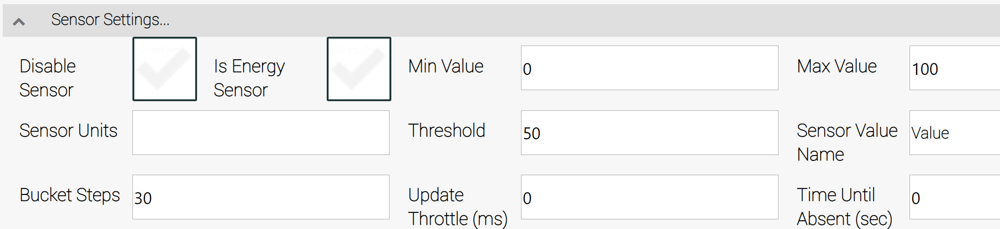 Sensor Settings...
Disable Sensor
Is Energy Sensor
Min Value
0
Max Value
100
Sensor Units
Threshold
50
Sensor Value Name
Value
Bucket Steps
30
Update Throttle (ms)
0
Time Until Absent (sec)
0